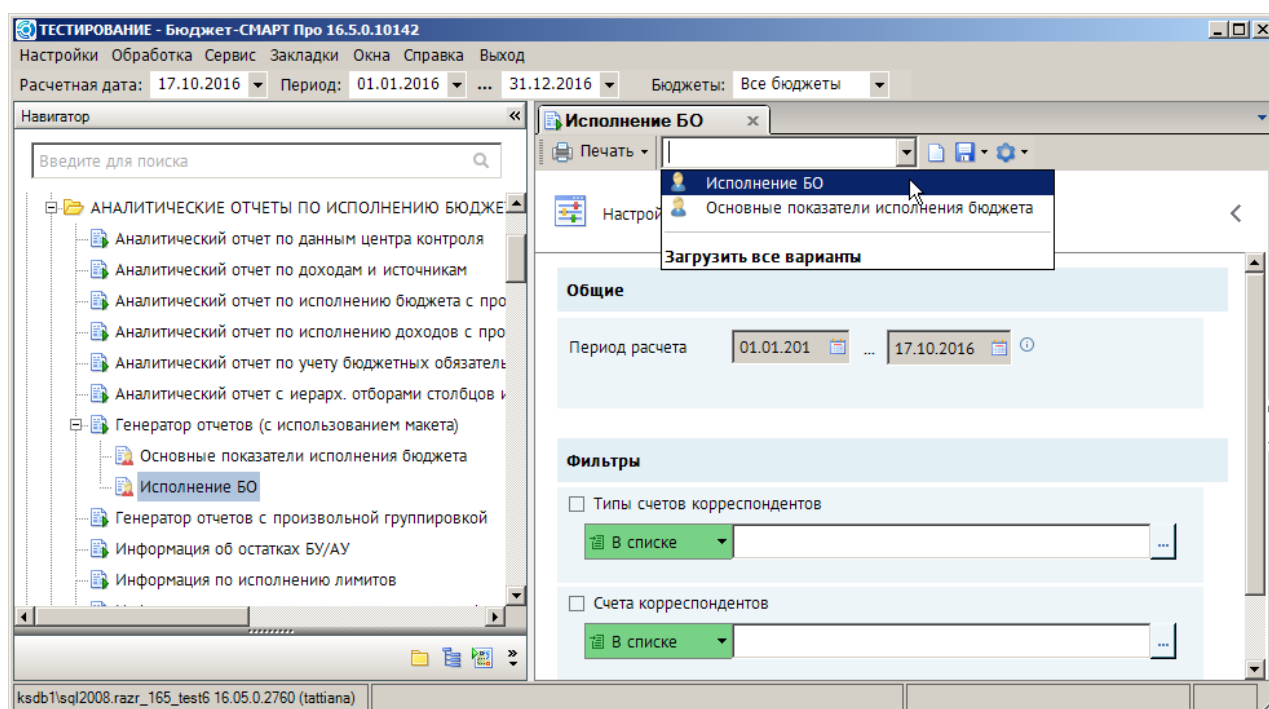 ТЕСТИРОВАНИЕ - Бюджет-СМАРТ Про 16.5.0.10142
Настройки Обработка Сервис Закладки Окна Справка Выход
Расчетная дата: 17.10.2016 Период: 01.01.2016 ... 31.12.2016 Бюджеты: Все бюджеты
Навигатор
Введите для поиска
АНАЛИТИЧЕСКИЕ ОТЧЕТЫ ПО ИСПОЛНЕНИЮ БЮДЖЕ
Аналитический отчет по данным центра контроля
Аналитический отчет по доходам и источникам
Аналитический отчет по исполнению бюджета с про
Аналитический отчет по исполнению доходов с про
Аналитический отчет по учету бюджетных обязатель
Аналитический отчет с иерарх. отборами столбцов и
Генератор отчетов (с использованием макета)
Основные показатели исполнения бюджета
Исполнение БО
Генератор отчетов с произвольной группировкой
Информация об остатках БУ/АУ
Информация по исполнению лимитов
Исполнение БО
Печать
Исполнение БО
Основные показатели исполнения бюджета
Загрузить все варианты
Настрой
Общие
Период расчета 01.01.201 ... 17.10.2016
Фильтры
Типы счетов корреспондентов
В списке ...
Счета корреспондентов
В списке ...
ksdb1\sql2008.razr_165_test6 16.05.0.2760 (tattiana)